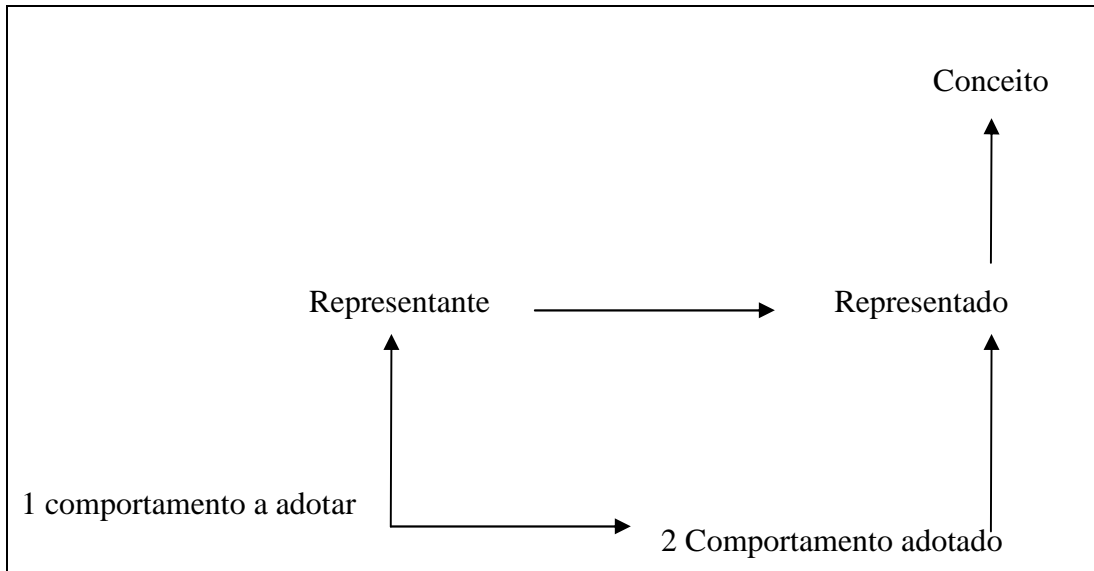 Conceito
Representante
Representado
1 comportamento a adotar
2 Comportamento adotado